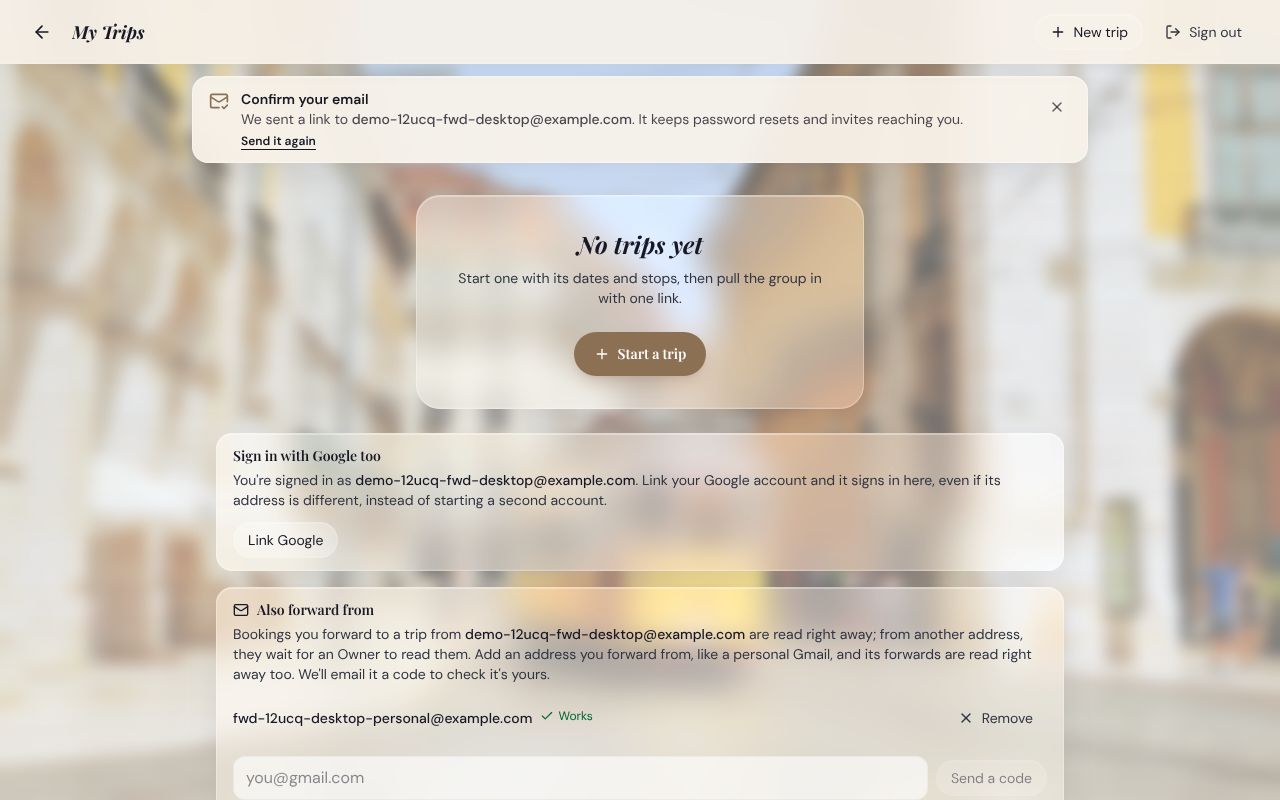 My Trips
New trip
Sign out
Confirm your email
We sent a link to demo-12ucq-fwd-desktop@example.com. It keeps password resets and invites reaching you.
Send it again
No trips yet
Start one with its dates and stops, then pull the group in
with one link.
Start a trip
Sign in with Google too
You're signed in as demo-12ucq-fwd-desktop@example.com. Link your Google account and it signs in here, even if its
address is different, instead of starting a second account.
Link Google
Also forward from
Bookings you forward to a trip from demo-12ucq-fwd-desktop@example.com are read right away; from another address,
they wait for an Owner to read them. Add an address you forward from, like a personal Gmail, and its forwards are read right
away too. We'll email it a code to check it's yours.
fwd-12ucq-desktop-personal@example.com
Works
Remove
you@gmail.com
Send a code